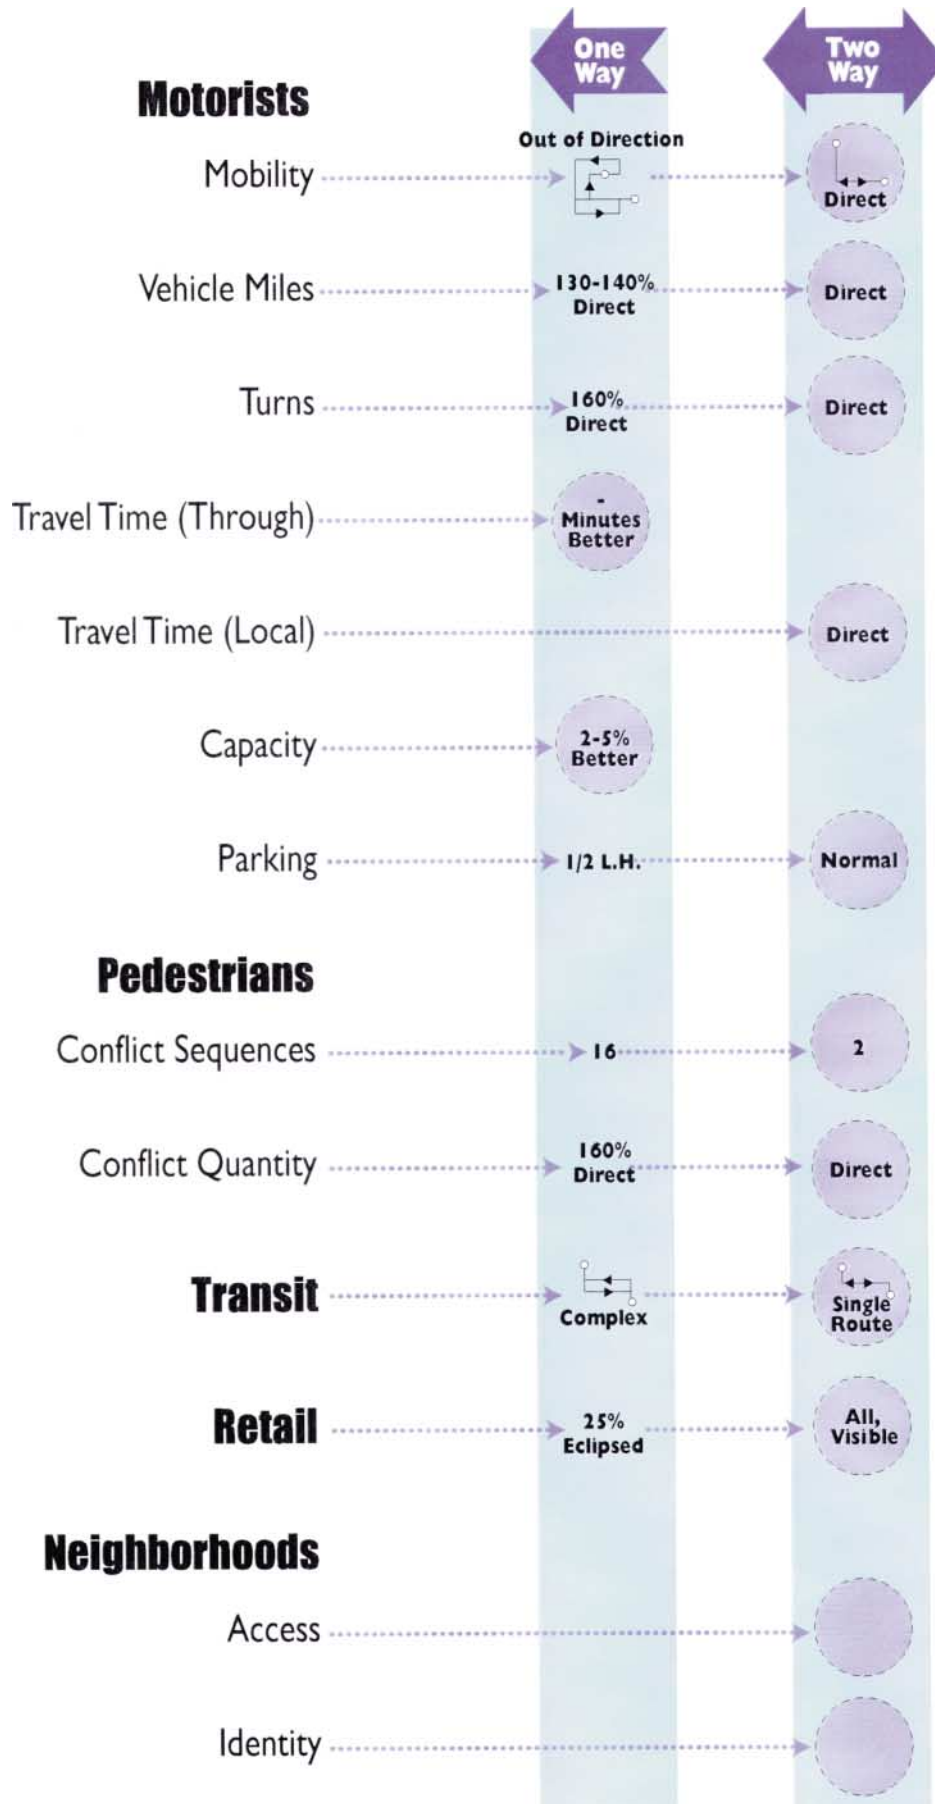 One
Way
Two
Way
Motorists
Mobility
Out of Direction
Direct
Vehicle Miles
130-140%
Direct
Direct
Turns
160%
Direct
Direct
Travel Time (Through)
-
Minutes
Better
Travel Time (Local)
Direct
Capacity
2-5%
Better
Parking
1/2 L.H.
Normal
Pedestrians
Conflict Sequences
16
2
Conflict Quantity
160%
Direct
Direct
Transit
Complex
Single
Route
Retail
25%
Eclipsed
All,
Visible
Neighborhoods
Access
Identity